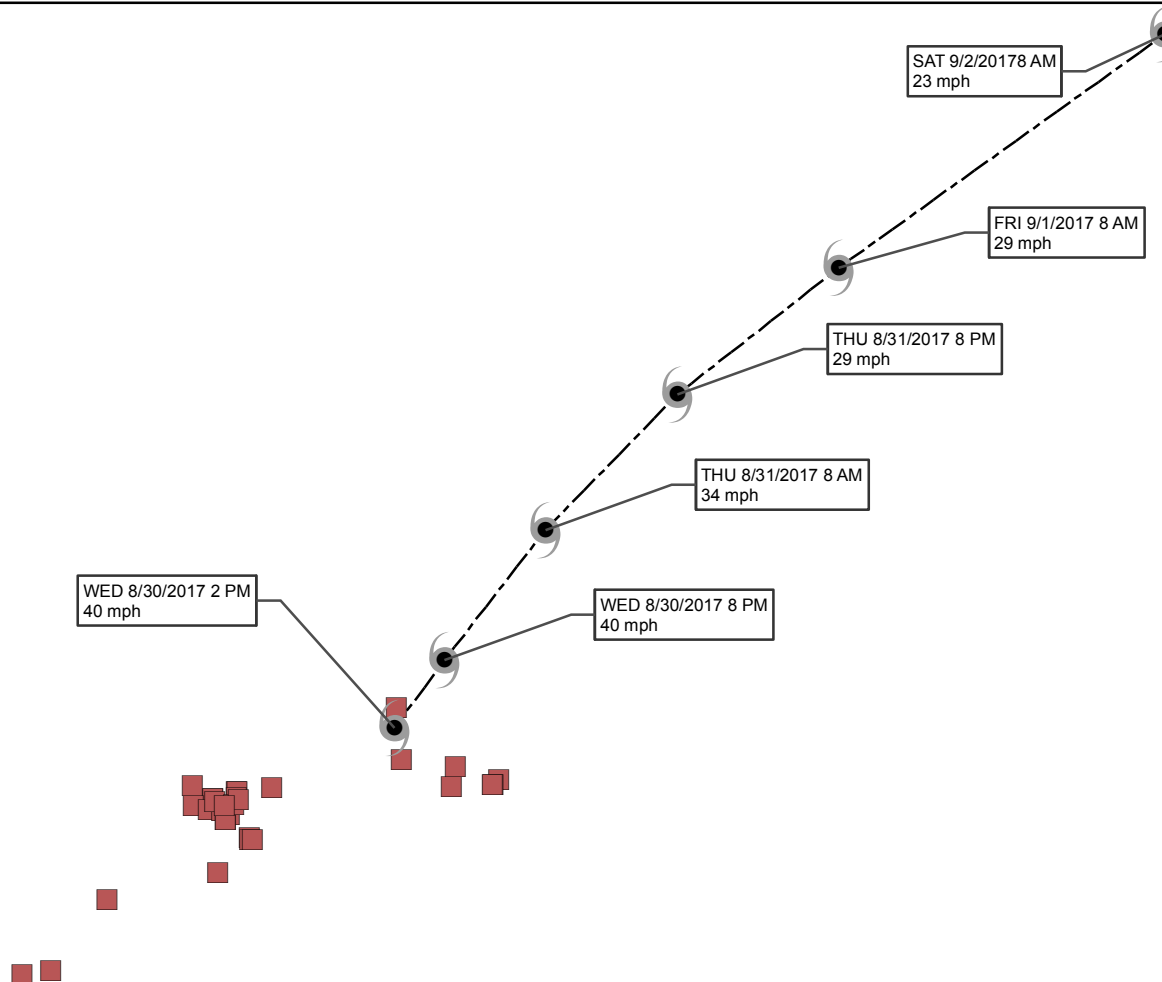 SAT 9/2/20178 AM
23 mph
FRI 9/1/2017 8 AM
29 mph
THU 8/31/2017 8 PM
29 mph
THU 8/31/2017 8 AM
34 mph
WED 8/30/2017 2 PM
40 mph
WED 8/30/2017 8 PM
40 mph